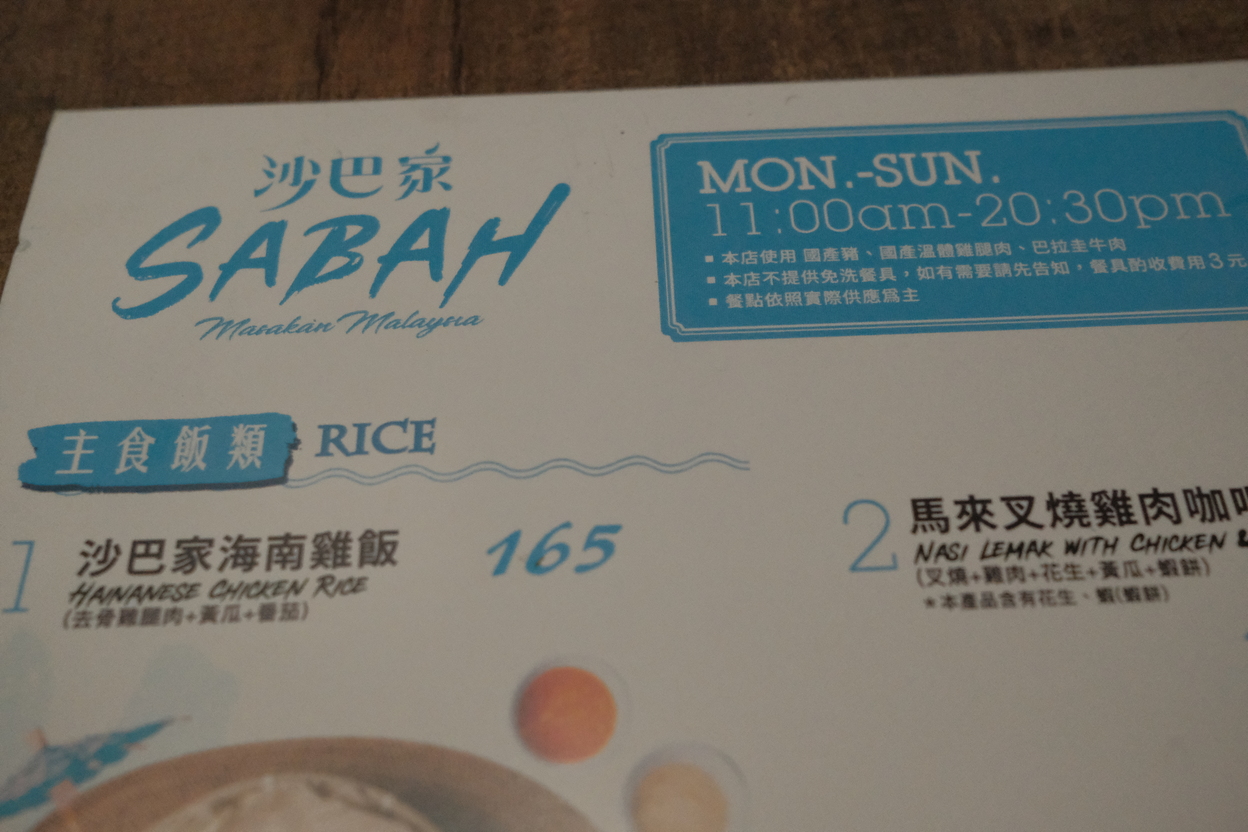 沙巴家
SABAH
Masakan Malaysia
MON.-SUN.
11:00am-20:30pm
▪ 本店使用 國產豬、國產溫體雞腿肉、巴拉圭牛肉
▪ 本店不提供免洗餐具，如有需要請先告知，餐具酌收費用3元
▪ 餐點依照實際供應為主
主食飯類 RICE
1 沙巴家海南雞飯 165
HAINANESE CHICKEN RICE
(去骨雞腿肉+黃瓜+番茄)
2 馬來叉燒雞肉咖
NASI LEMAK WITH CHICKEN &
(叉燒+雞肉+花生+黃瓜+蝦餅)
＊本產品含有花生、蝦(蝦餅)